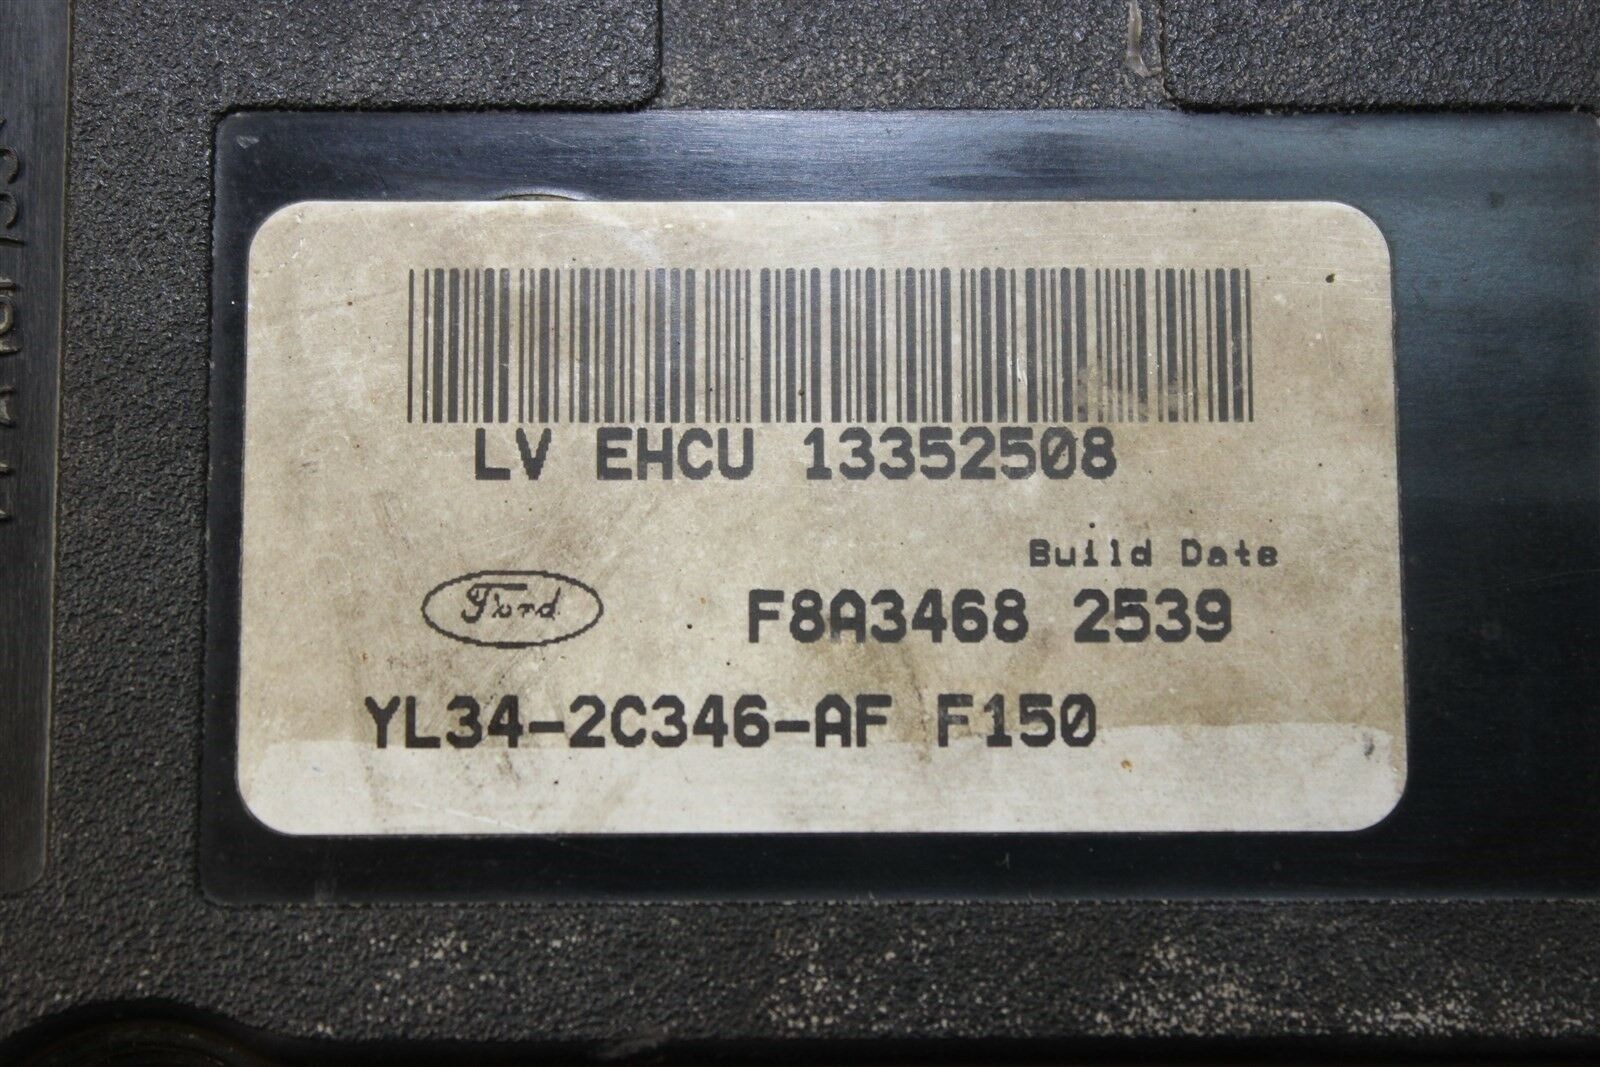 LV EHCU 13352508
Build Date
Ford F8A3468 2539
YL34-2C346-AF F150